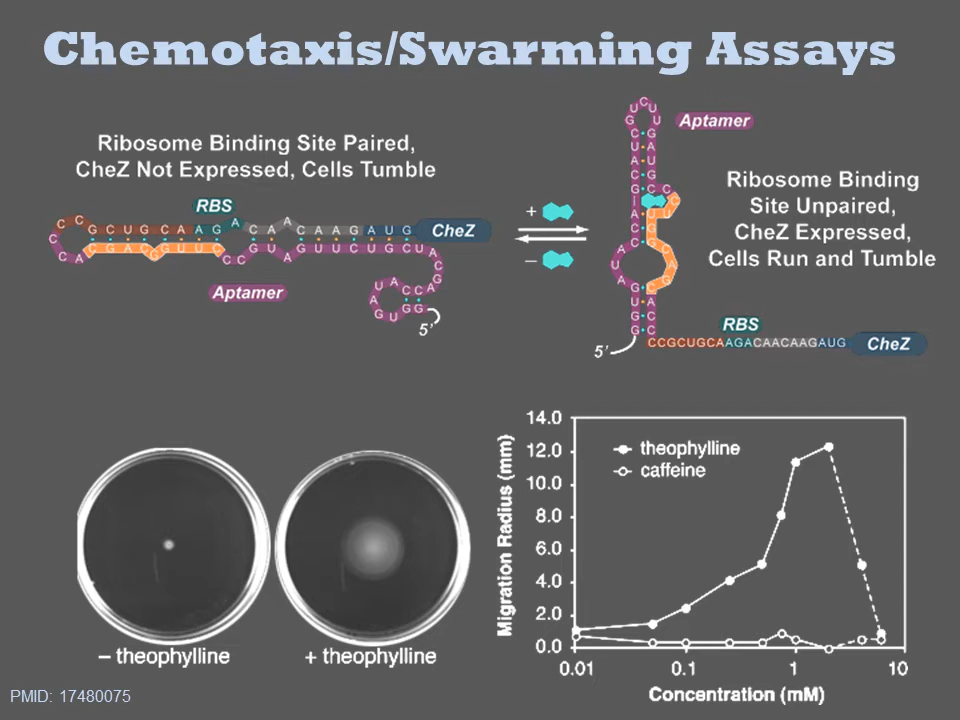 Chemotaxis/Swarming Assays
Ribosome Binding Site Paired,
CheZ Not Expressed, Cells Tumble
RBS
CheZ
Aptamer
5’
+
–
Aptamer
Ribosome Binding
Site Unpaired,
CheZ Expressed,
Cells Run and Tumble
RBS
5’
CCGCUGCAAGACAACAAGAUG
CheZ
– theophylline
+ theophylline
14.0
12.0
10.0
8.0
6.0
4.0
2.0
0.0
Migration Radius (mm)
theophylline
caffeine
0.01
0.1
1
10
Concentration (mM)
PMID: 17480075